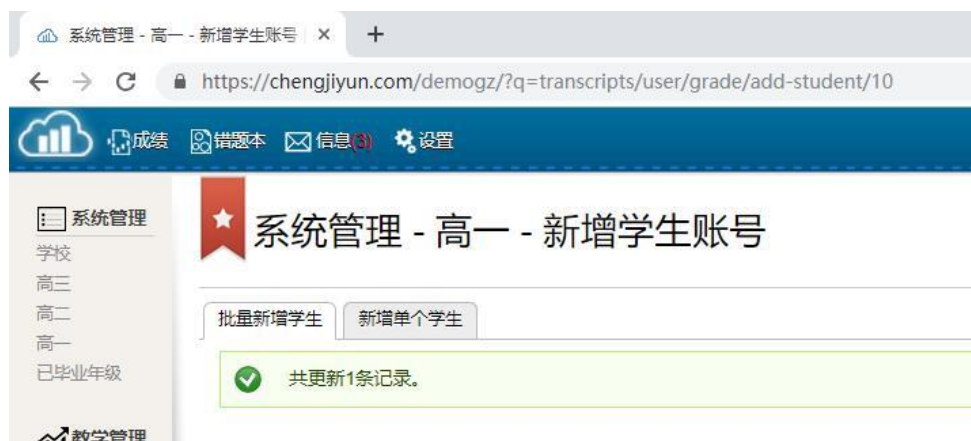 系统管理 - 高一 - 新增学生账号
https://chengjiyun.com/demogz/?q=transcripts/user/grade/add-student/10
成绩 错题本 信息(3) 设置
系统管理
学校
高三
高二
高一
已毕业年级
教学管理
系统管理 - 高一 - 新增学生账号
批量新增学生 新增单个学生
共更新1条记录。